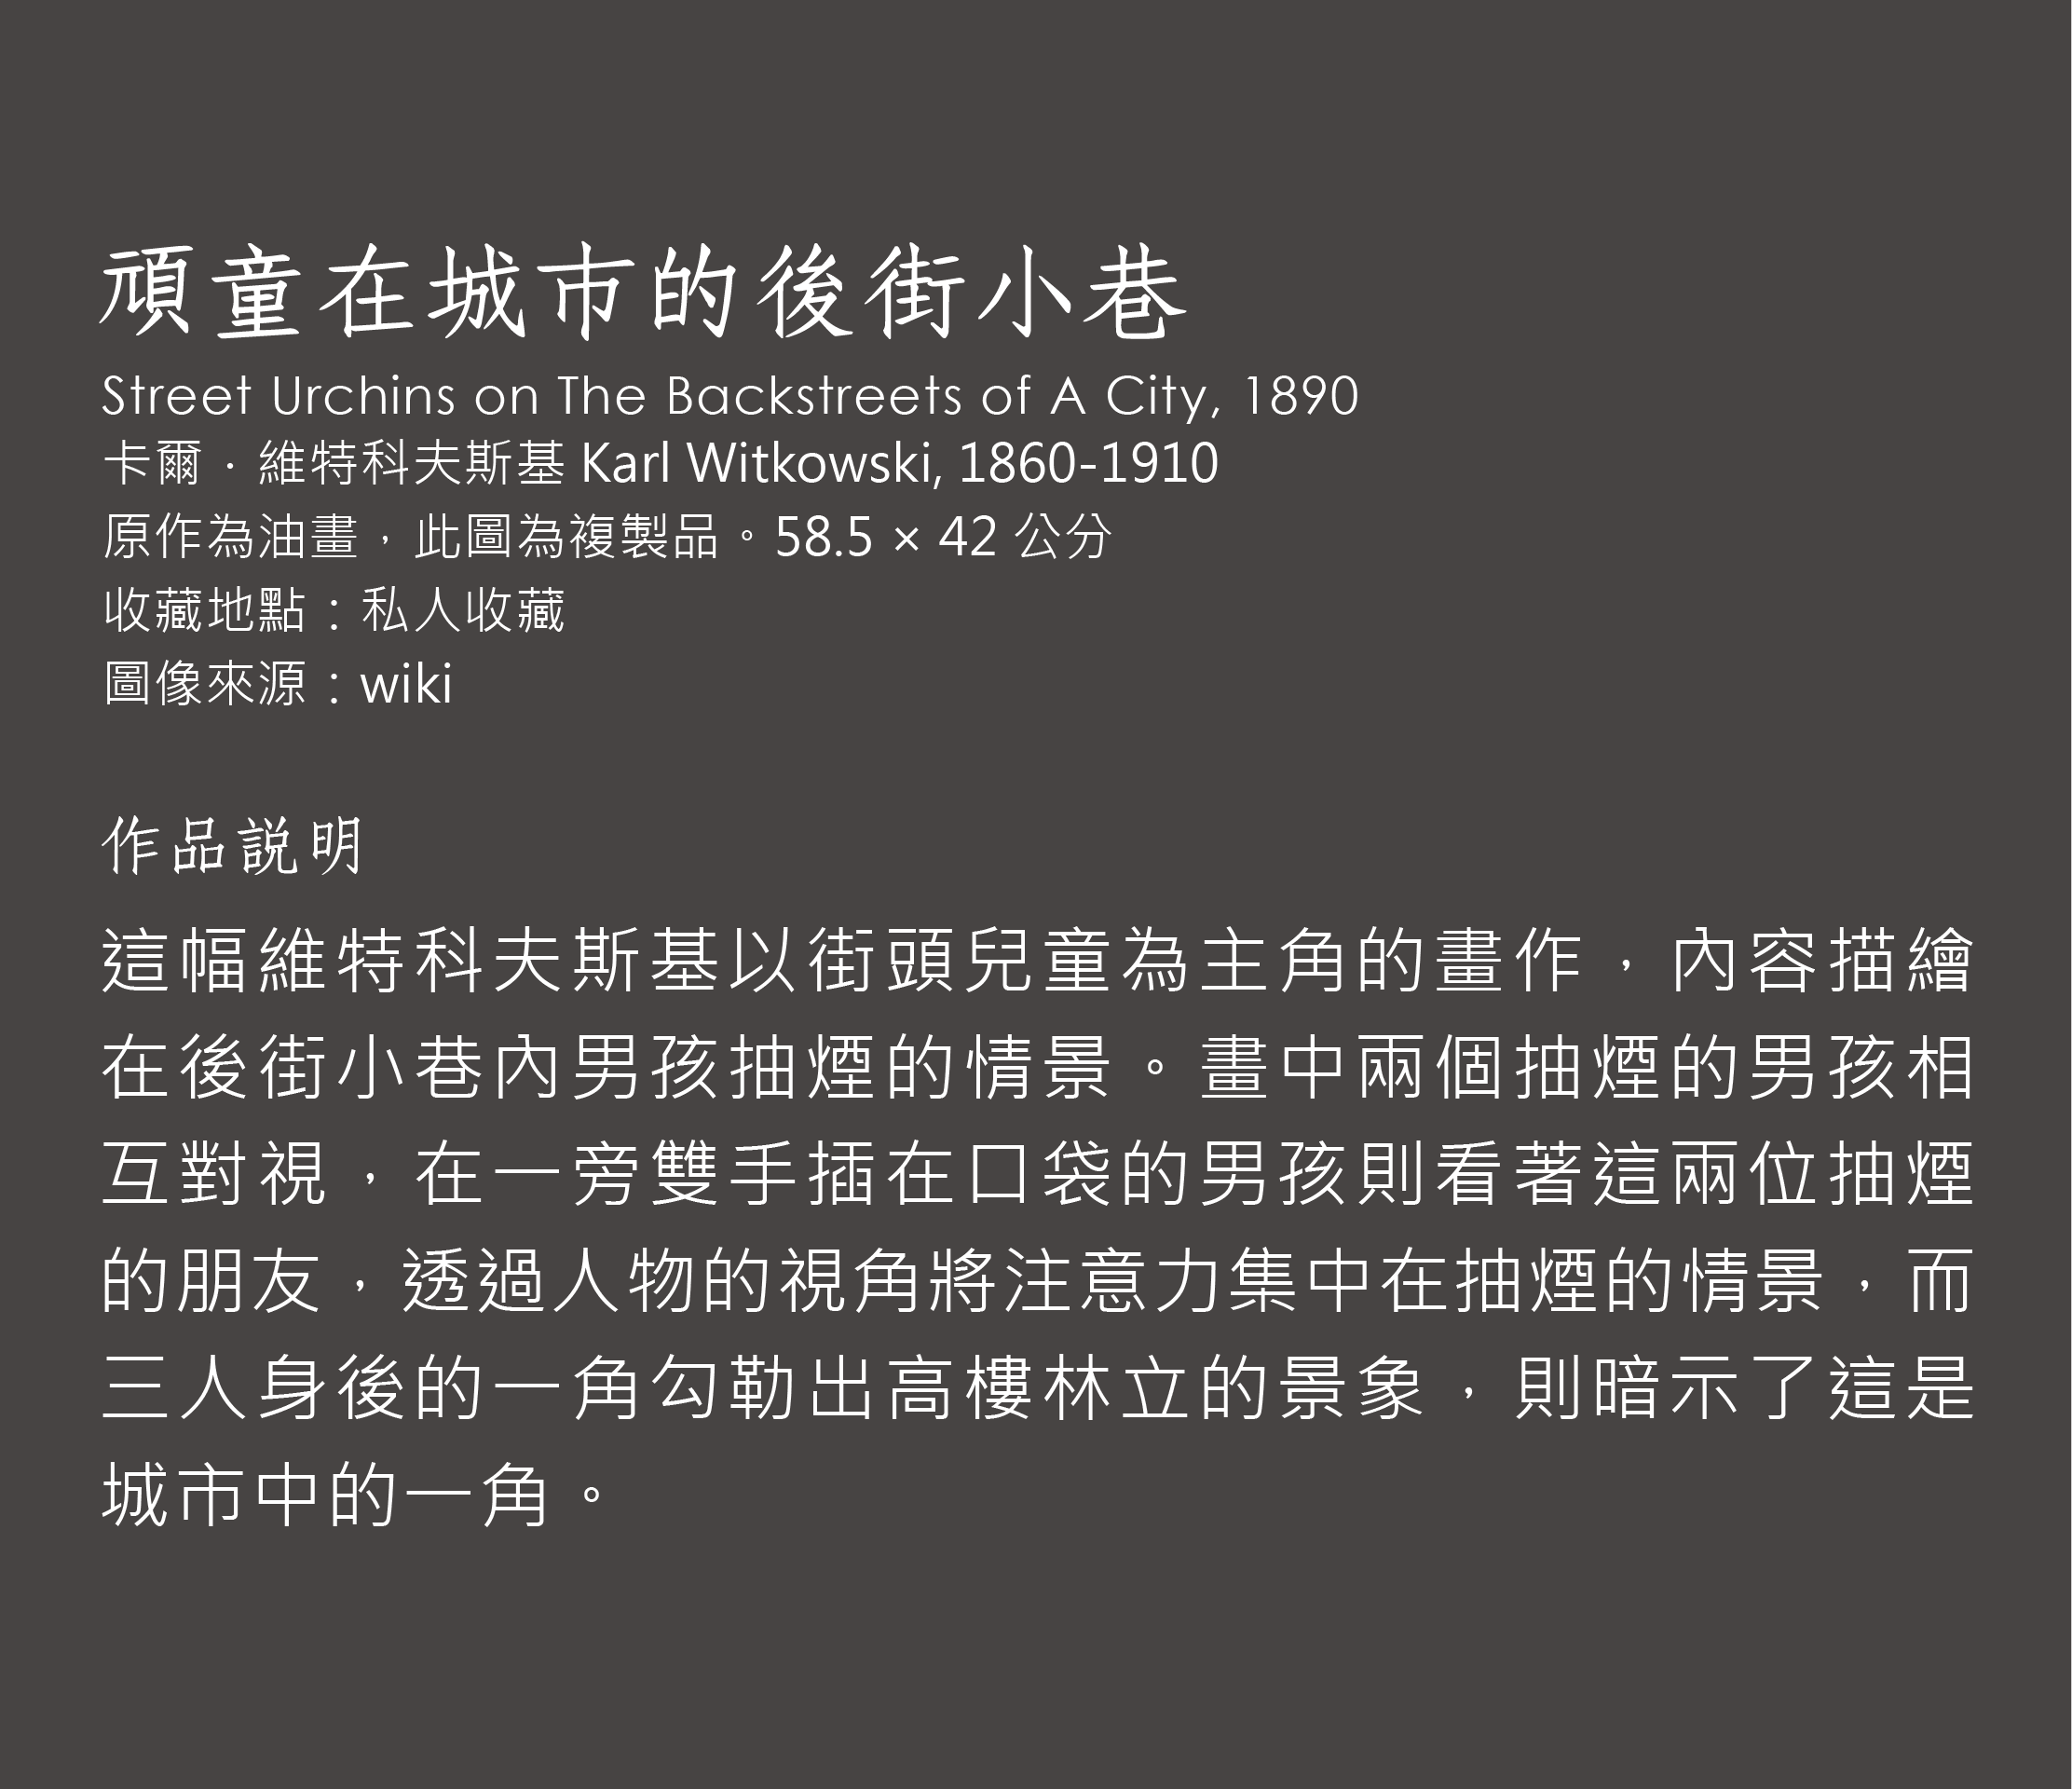 頑童在城市的後街小巷
Street Urchins on The Backstreets of A City, 1890
卡爾．維特科夫斯基 Karl Witkowski, 1860-1910
原作為油畫，此圖為複製品。58.5 × 42 公分
收藏地點：私人收藏
圖像來源：wiki
作品說明
這幅維特科夫斯基以街頭兒童為主角的畫作，內容描繪
在後街小巷內男孩抽煙的情景。畫中兩個抽煙的男孩相
互對視，在一旁雙手插在口袋的男孩則看著這兩位抽煙
的朋友，透過人物的視角將注意力集中在抽煙的情景，而
三人身後的一角勾勒出高樓林立的景象，則暗示了這是
城市中的一角。